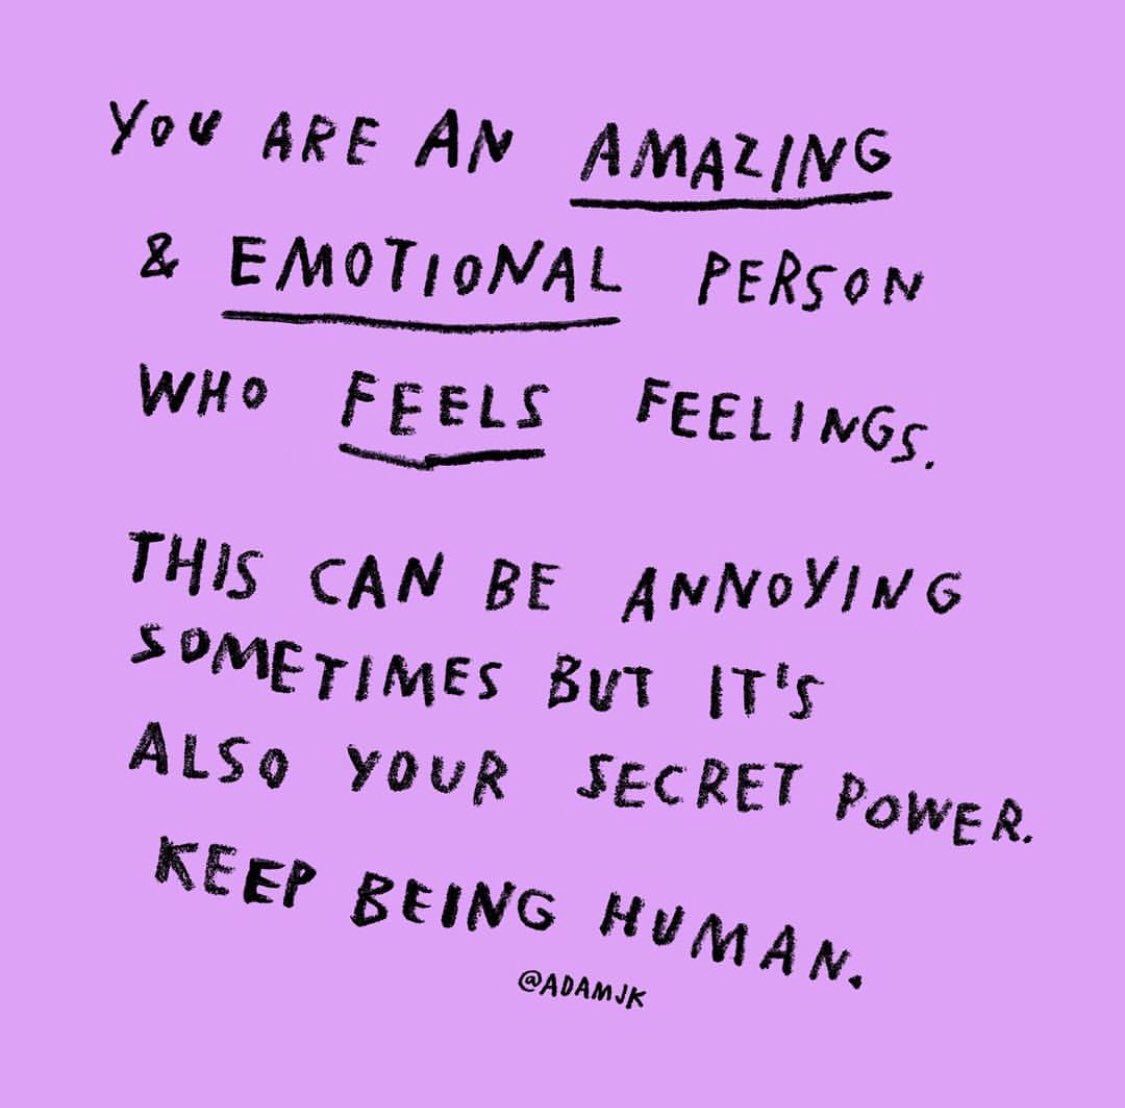 YOU ARE AN AMAZING
& EMOTIONAL PERSON
WHO FEELS FEELINGS.
THIS CAN BE ANNOYING
SOMETIMES BUT IT'S
ALSO YOUR SECRET POWER.
KEEP BEING HUMAN.
@ADAMJK